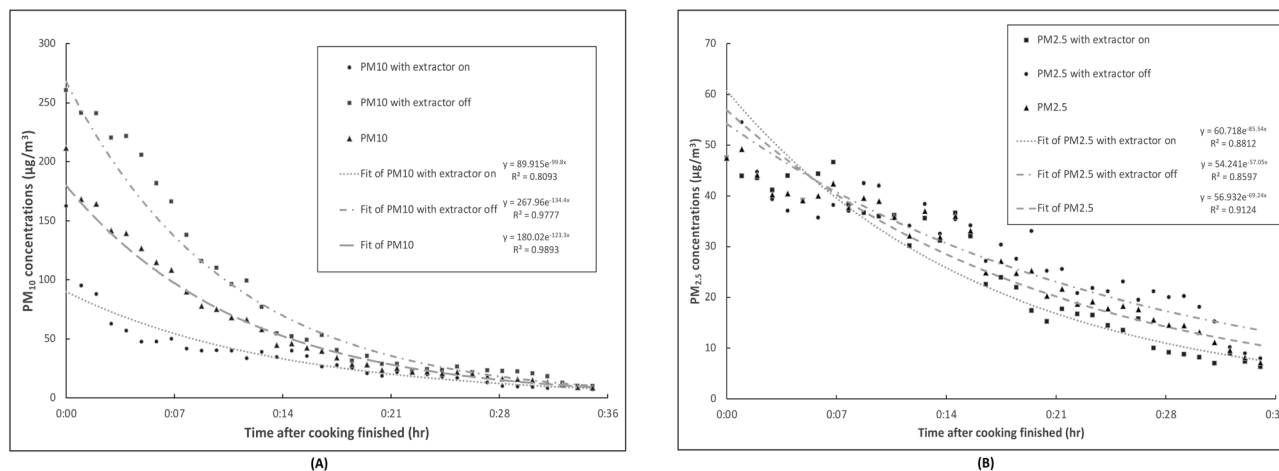 300
250
200
150
100
50
0
PM10 concentrations (µg/m³)
PM10 with extractor on
PM10 with extractor off
PM10
Fit of PM10 with extractor on
y = 89.915e^-99.8x
R² = 0.8093
Fit of PM10 with extractor off
y = 267.96e^-134.4x
R² = 0.9777
Fit of PM10
y = 180.02e^-123.3x
R² = 0.9893
0:00 0:07 0:14 0:21 0:28 0:36
Time after cooking finished (hr)
(A)
70
60
50
40
30
20
10
0
PM2.5 concentrations (µg/m³)
PM2.5 with extractor on
PM2.5 with extractor off
PM2.5
Fit of PM2.5 with extractor on
y = 60.718e^-85.54x
R² = 0.8812
Fit of PM2.5 with extractor off
y = 54.241e^-57.05x
R² = 0.8597
Fit of PM2.5
y = 56.932e^-69.24x
R² = 0.9124
0:00 0:07 0:14 0:21 0:28 0:3
Time after cooking finished (hr)
(B)